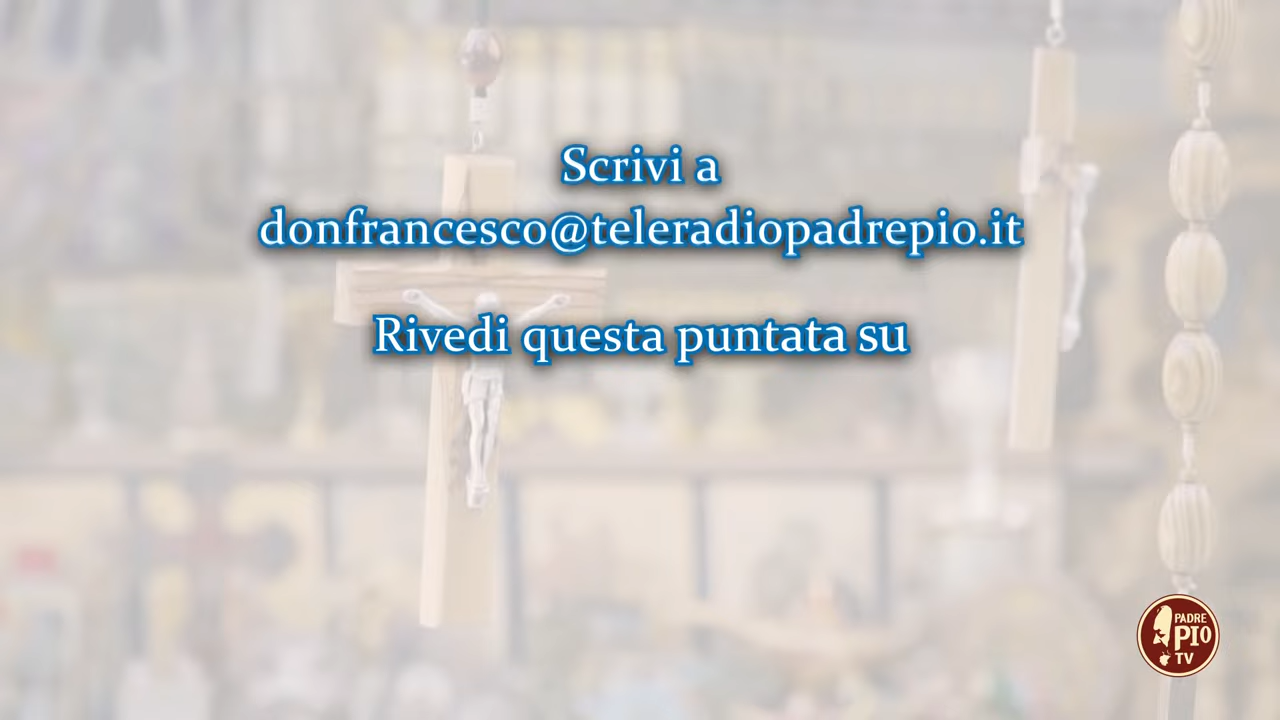 Scrivi a
donfrancesco@teleradiopadrepio.it
Rivedi questa puntata su
PADRE
PIO
TV